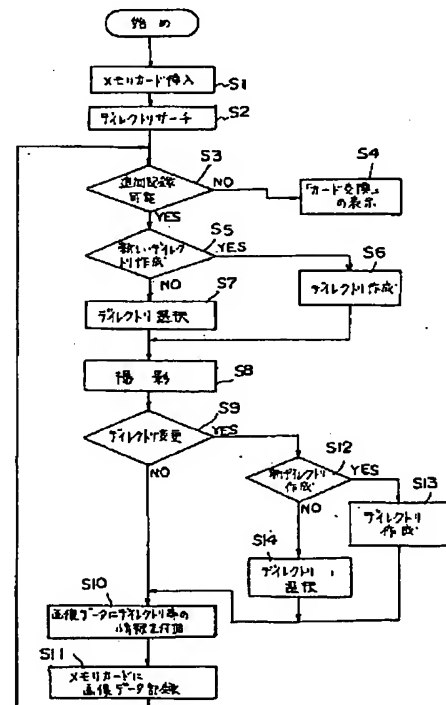 始め
メモリカード挿入
S1
ディレクトリサーチ
S2
S3
追加記録
可能
NO
YES
S4
「カード交換」
の表示
S5
新しいディレク
トリ作成
YES
NO
S6
ディレクトリ作成
S7
ディレクトリ選択
撮影
S8
S9
ディレクトリ変更
YES
NO
S12
新ディレクトリ
作成
YES
NO
S13
ディレクトリ
作成
S14
ディレクトリ
選択
S10
画像データにディレクトリ等の
情報を付加
S11
メモリカードに
画像データ記録